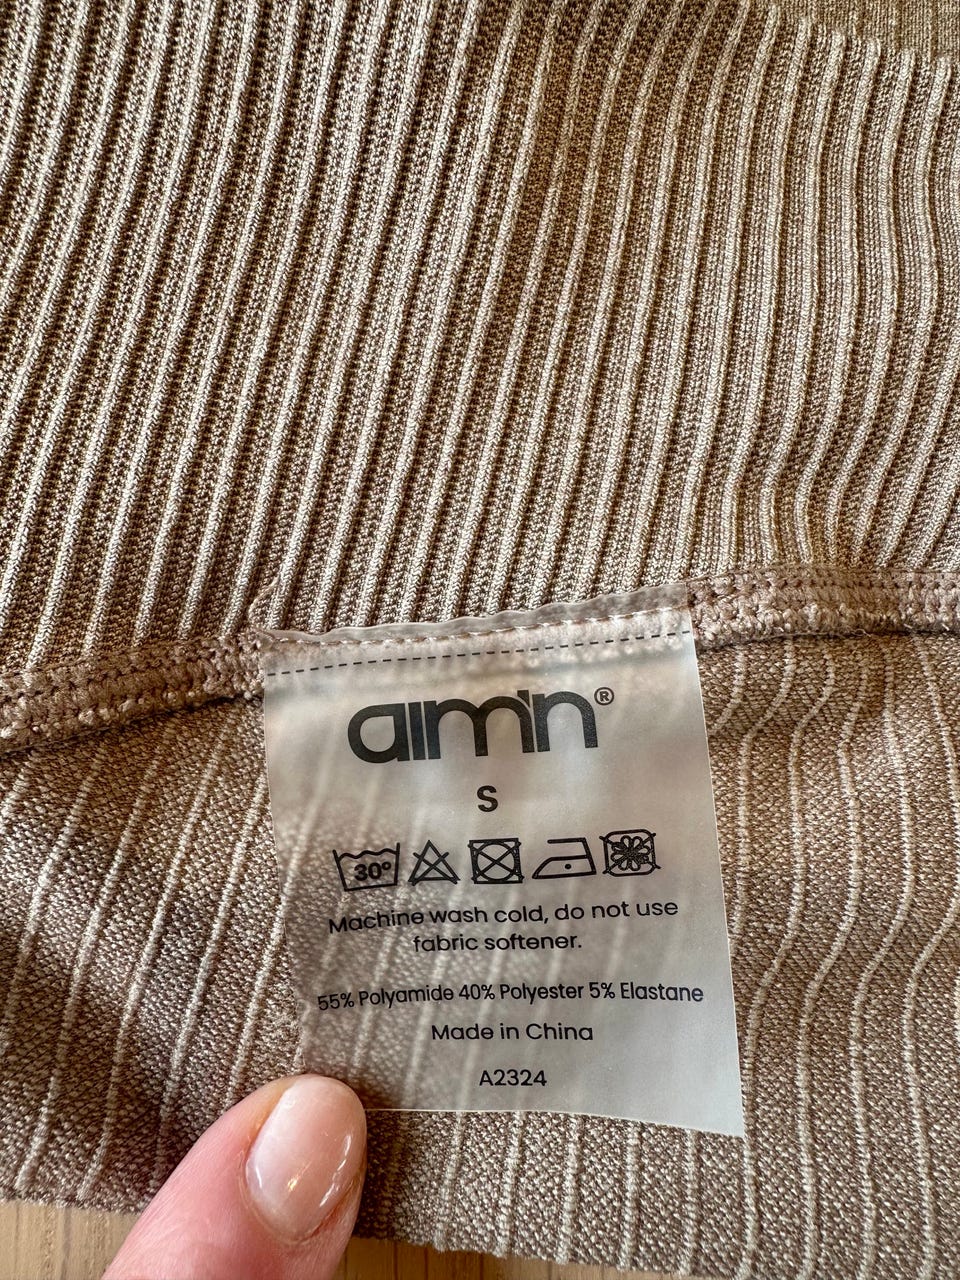 aim'n®
S
30°
Machine wash cold, do not use
fabric softener.
55% Polyamide 40% Polyester 5% Elastane
Made in China
A2324